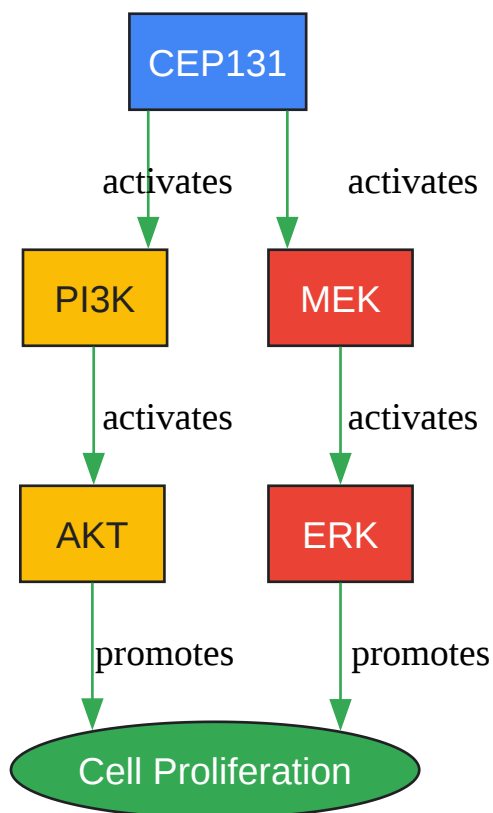 CEP131
activates activates
PI3K MEK
activates activates
AKT ERK
promotes promotes
Cell Proliferation